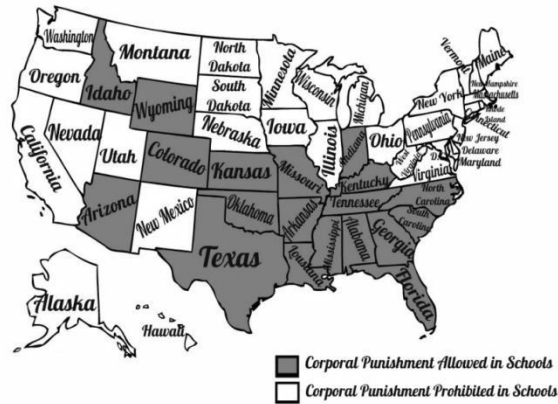 Washington
Oregon
California
Nevada
Idaho
Montana
Wyoming
Utah
Colorado
Arizona
New Mexico
North
Dakota
South
Dakota
Nebraska
Kansas
Oklahoma
Texas
Minnesota
Iowa
Missouri
Arkansas
Louisiana
Wisconsin
Illinois
Michigan
Indiana
Ohio
Kentucky
Tennessee
Mississippi
Alabama
Georgia
Florida
South
Carolina
North
Carolina
Virginia
West
Virginia
D.C.
Pennsylvania
New York
Vermont
Maine
New Hampshire
Massachusetts
Rhode
Island
Connecticut
New Jersey
Delaware
Maryland
Alaska
Hawaii
Corporal Punishment Allowed in Schools
Corporal Punishment Prohibited in Schools